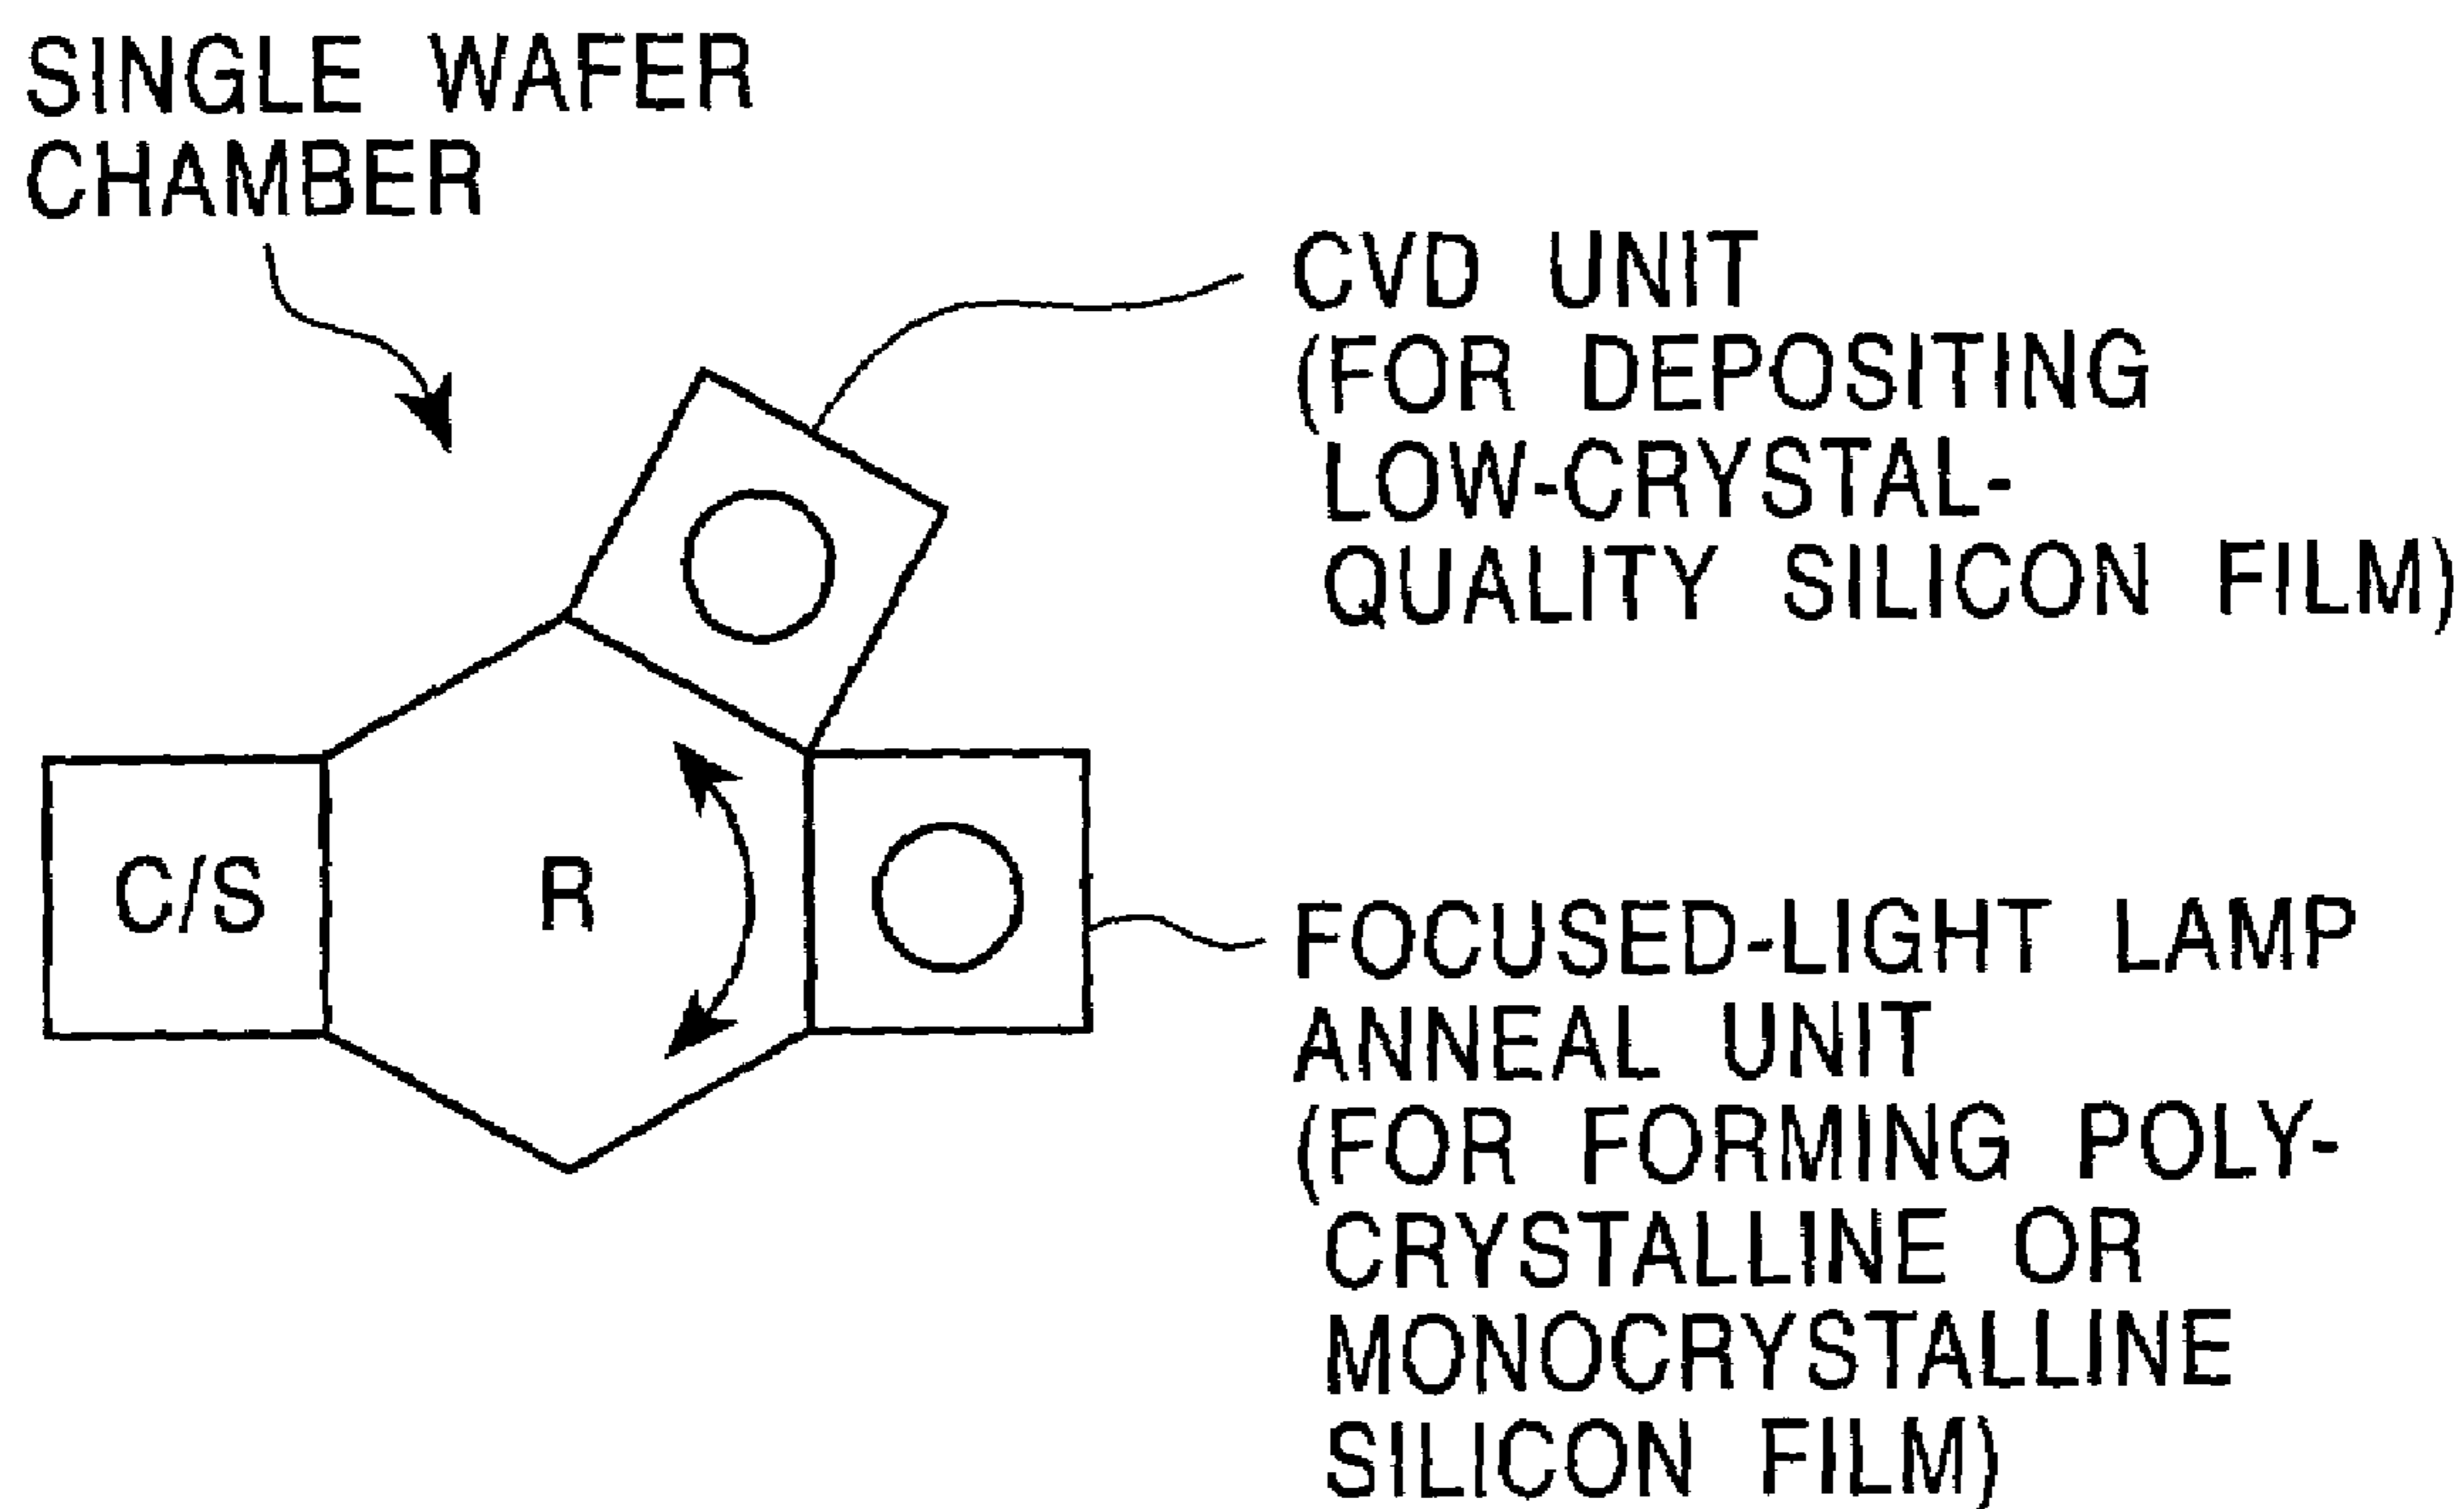 SINGLE WAFER
CHAMBER
CVD UNIT
(FOR DEPOSITING
LOW-CRYSTAL-
QUALITY SILICON FILM)
C/S
R
FOCUSED-LIGHT LAMP
ANNEAL UNIT
(FOR FORMING POLY-
CRYSTALLINE OR
MONOCRYSTALLINE
SILICON FILM)